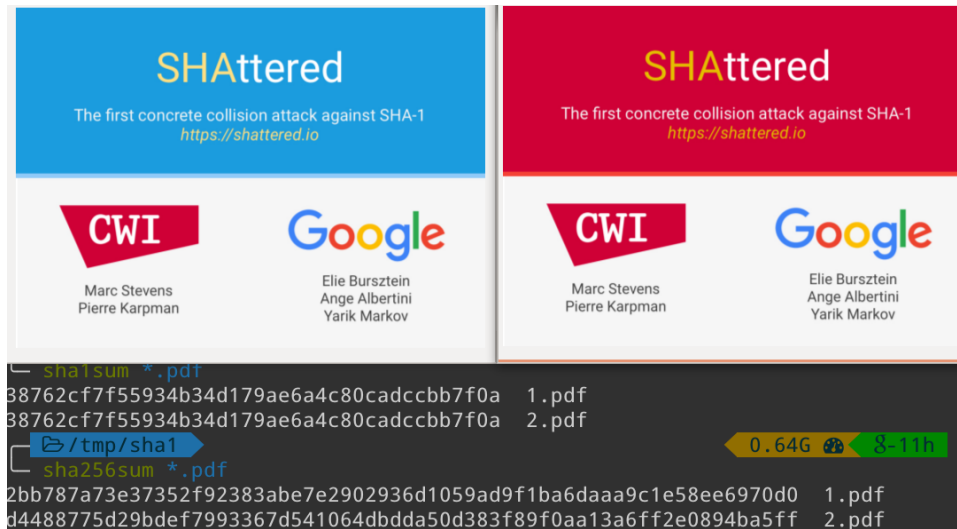 SHAttered
The first concrete collision attack against SHA-1
https://shattered.io
CWI
Marc Stevens
Pierre Karpman
Google
Elie Bursztein
Ange Albertini
Yarik Markov
SHAttered
The first concrete collision attack against SHA-1
https://shattered.io
CWI
Marc Stevens
Pierre Karpman
Google
Elie Bursztein
Ange Albertini
Yarik Markov
sha1sum *.pdf
38762cf7f55934b34d179ae6a4c80cadccbb7f0a 1.pdf
38762cf7f55934b34d179ae6a4c80cadccbb7f0a 2.pdf
/tmp/sha1 0.64G 8-11h
sha256sum *.pdf
2bb787a73e37352f92383abe7e2902936d1059ad9f1ba6daaa9c1e58ee6970d0 1.pdf
d4488775d29bdef7993367d541064dbdda50d383f89f0aa13a6ff2e0894ba5ff 2.pdf